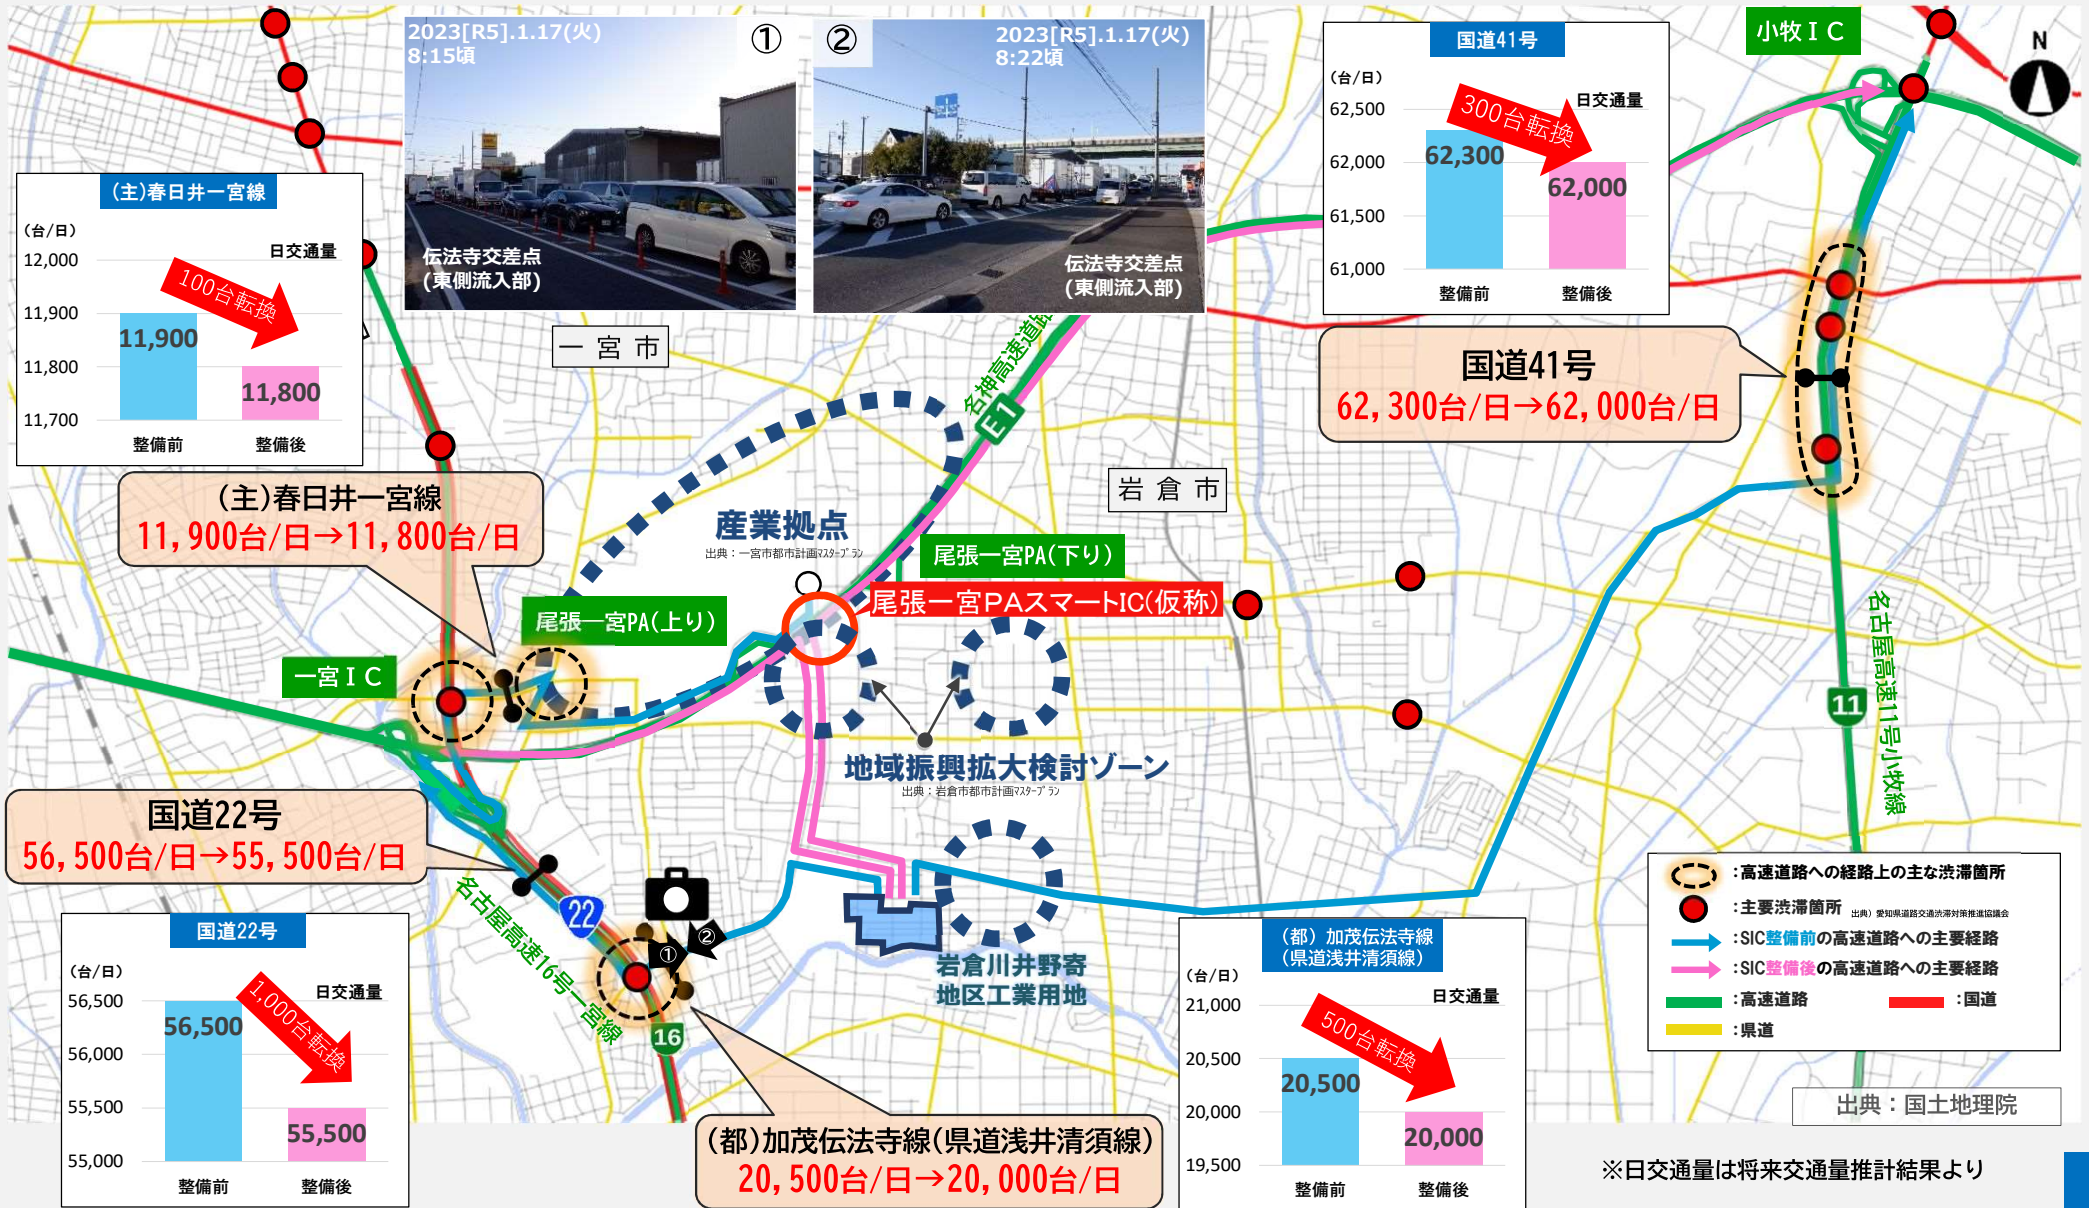 2023[R5].1.17(火)
8:15頃
①
伝法寺交差点
(東側流入部)
②
2023[R5].1.17(火)
8:22頃
伝法寺交差点
(東側流入部)
国道41号
(台/日)
日交通量
62,500
62,000
61,500
61,000
300台転換
62,300
62,000
整備前
整備後
小牧ＩＣ
N
(主)春日井一宮線
(台/日)
日交通量
12,000
11,900
11,800
11,700
100台転換
11,900
11,800
整備前
整備後
一宮市
名神高速道路
E1
国道41号
62,300台/日→62,000台/日
岩倉市
(主)春日井一宮線
11,900台/日→11,800台/日
産業拠点
出典：一宮市都市計画ﾏｽﾀｰﾌﾟﾗﾝ
尾張一宮PA(下り)
尾張一宮PAスマートIC(仮称)
尾張一宮PA(上り)
一宮ＩＣ
名古屋高速11号小牧線
11
地域振興拡大検討ゾーン
出典：岩倉市都市計画ﾏｽﾀｰﾌﾟﾗﾝ
国道22号
56,500台/日→55,500台/日
22
名古屋高速16号一宮線
①
②
16
岩倉川井野寄
地区工業用地
国道22号
(台/日)
日交通量
56,500
56,000
55,500
55,000
1,000台転換
56,500
55,500
整備前
整備後
(都)加茂伝法寺線(県道浅井清須線)
20,500台/日→20,000台/日
(都) 加茂伝法寺線
(県道浅井清須線)
(台/日)
日交通量
21,000
20,500
20,000
19,500
500台転換
20,500
20,000
整備前
整備後
:高速道路への経路上の主な渋滞箇所
:主要渋滞箇所 出典）愛知県道路交通渋滞対策推進協議会
:SIC整備前の高速道路への主要経路
:SIC整備後の高速道路への主要経路
:高速道路
:国道
:県道
出典：国土地理院
※日交通量は将来交通量推計結果より